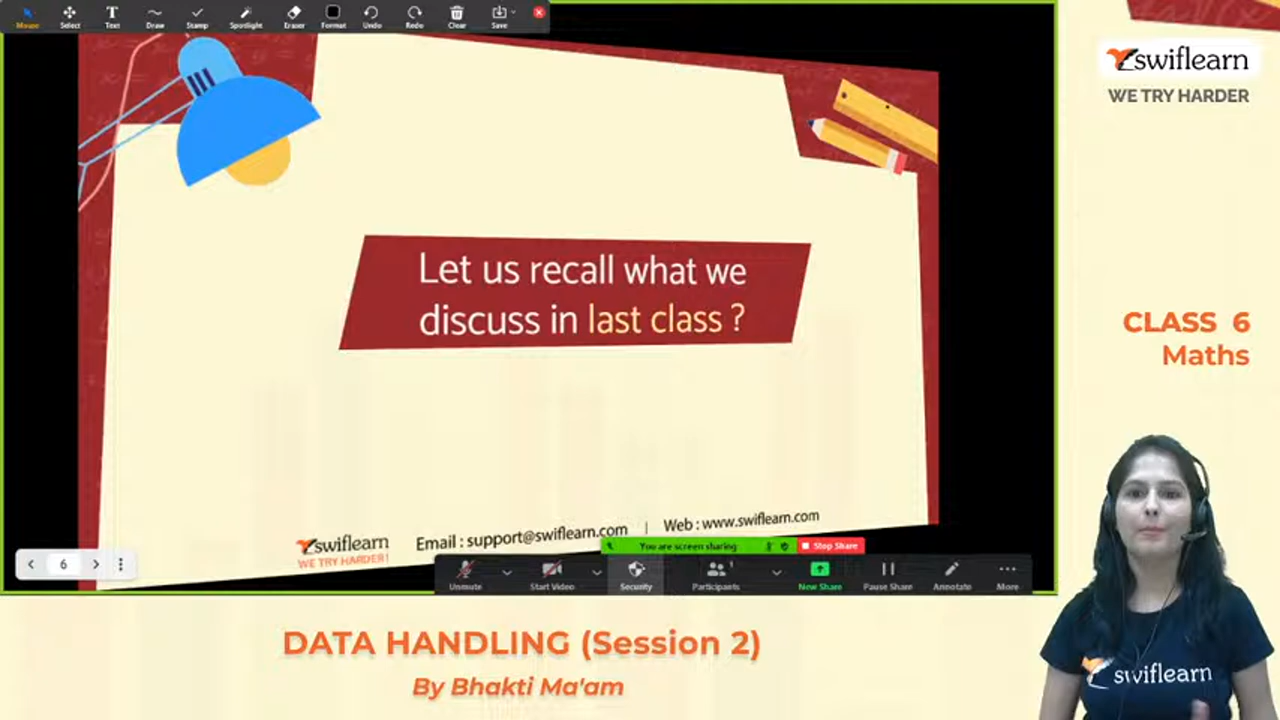 Mouse Select Text Draw Stamp Spotlight Eraser Format Undo Redo Clear Save
swiflearn
WE TRY HARDER
Let us recall what we
discuss in last class ?
CLASS 6
Maths
swiflearn
WE TRY HARDER!
Email : support@swiflearn.com | Web : www.swiflearn.com
You are screen sharing Stop Share
6
Unmute Start Video Security Participants 1 New Share Pause Share Annotate More
swiflearn
DATA HANDLING (Session 2)
By Bhakti Ma'am